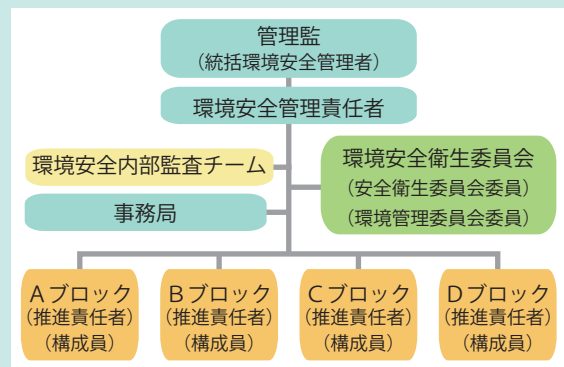 管理監
（統括環境安全管理者）
環境安全管理責任者
環境安全内部監査チーム
環境安全衛生委員会
（安全衛生委員会委員）
（環境管理委員会委員）
事務局
Aブロック
（推進責任者）
（構成員）
Bブロック
（推進責任者）
（構成員）
Cブロック
（推進責任者）
（構成員）
Dブロック
（推進責任者）
（構成員）